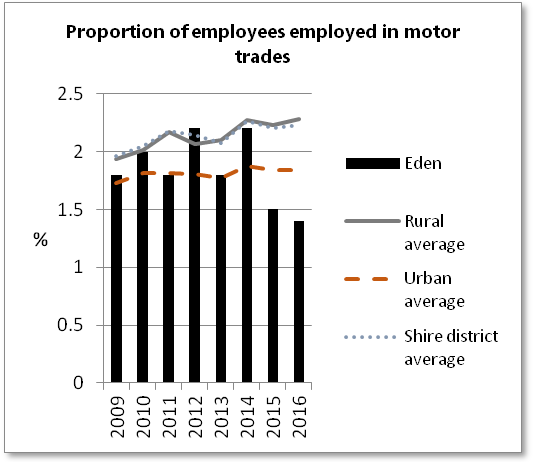 Proportion of employees employed in motor
trades
2.5
2
1.5
1
0.5
0
%
2009
2010
2011
2012
2013
2014
2015
2016
Eden
Rural
average
Urban
average
Shire district
average